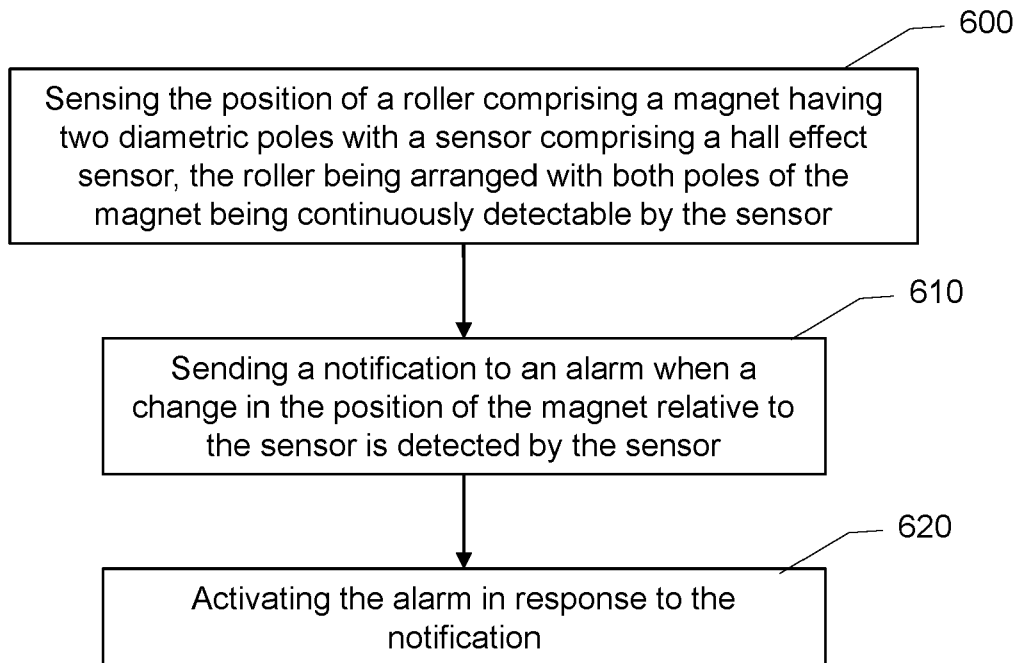 600
Sensing the position of a roller comprising a magnet having
two diametric poles with a sensor comprising a hall effect
sensor, the roller being arranged with both poles of the
magnet being continuously detectable by the sensor
610
Sending a notification to an alarm when a
change in the position of the magnet relative to
the sensor is detected by the sensor
620
Activating the alarm in response to the
notification